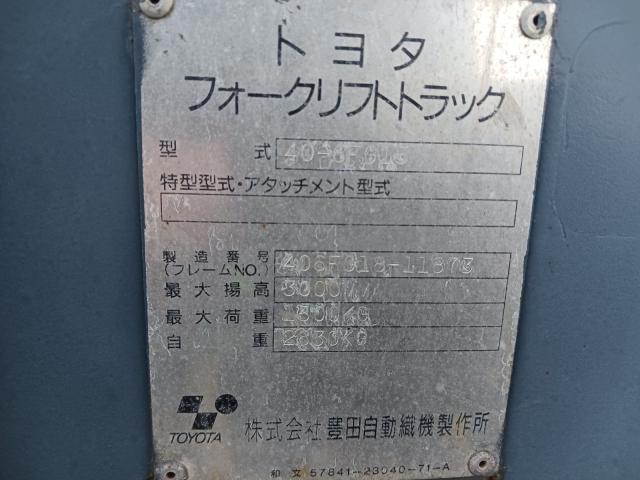 トヨタ
フォークリフトトラック
型 式
特型型式・アタッチメント型式
製造番号
(フレームNO.) 406FG18-11873
最大揚高 3000
最大荷重
自 重
TOYOTA 株式会社 豊田自動織機製作所
和文 57841-23040-71-A